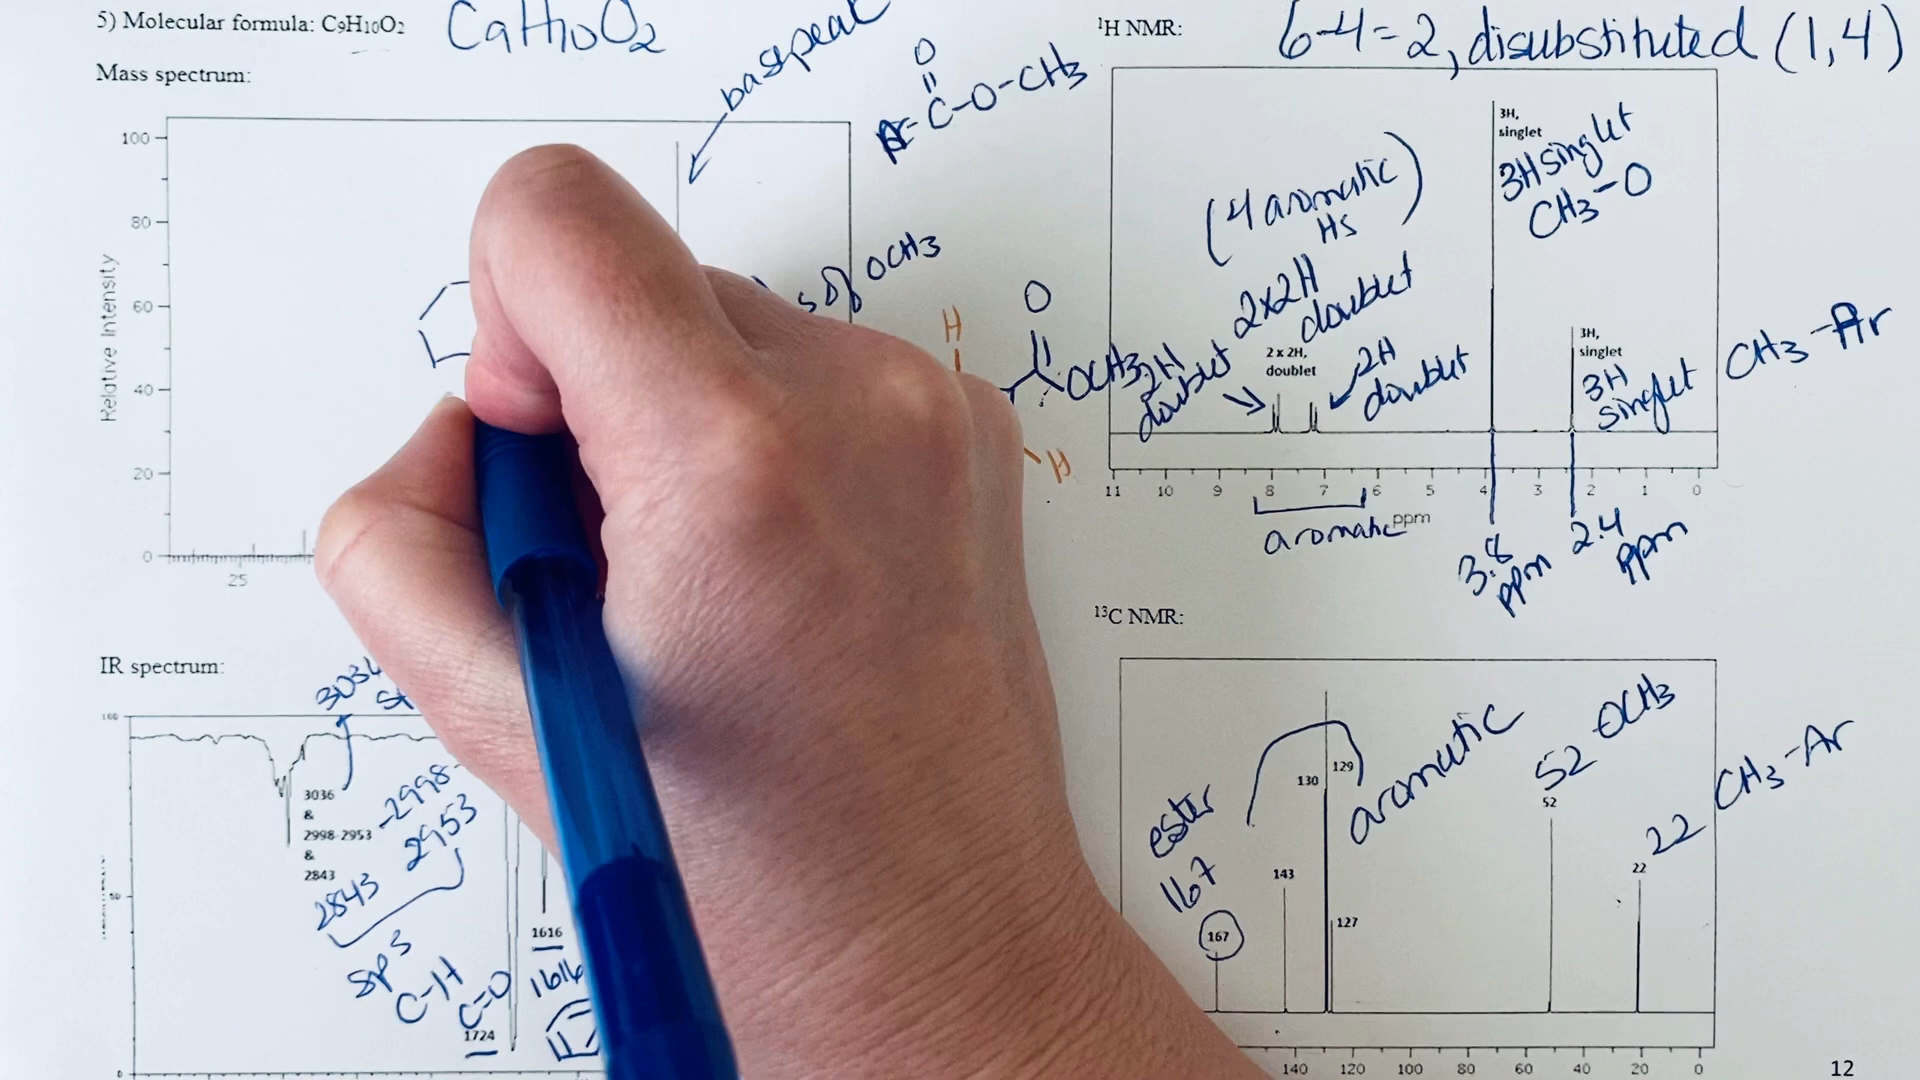 5) Molecular formula: C9H10O2
C9H10O2
Mass spectrum:
basepeak
O
C-O-CH3
100
80
60
40
20
0
25
Relative Intensity
s of OCH3
H
O
OCH3
H
¹H NMR:
6-4=2, disubstituted (1,4)
3H,
singlet
3H singlet
CH3-O
(4 aromatic)
Hs
2x2H
doublet
2 x 2H,
doublet
2H
doublet
2H
doublet
3H,
singlet
3H
singlet
CH3-Ar
11 10 9 8 7 6 5 4 3 2 1 0
ppm
aromatic
3.8
ppm
2.4
ppm
IR spectrum:
100
50
0
3036
&
2998-2953
&
2843
-2998-
2953
2843
sp3
C-H
C=O
1724
1616
1616
¹³C NMR:
ester
167
167
143
130
129
127
aromatic
52 OCH3
52
22 CH3-Ar
22
140 120 100 80 60 40 20 0
12